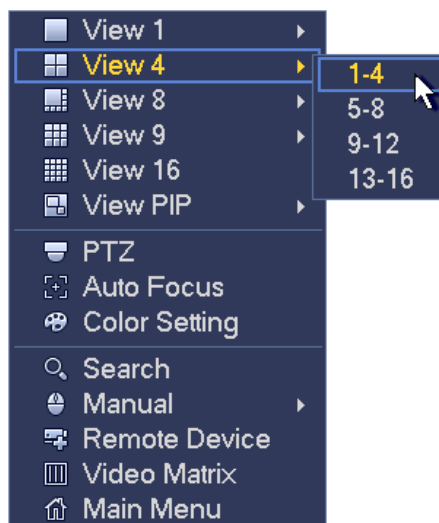 View 1
View 4
1-4
View 8
5-8
View 9
9-12
View 16
13-16
View PIP
PTZ
Auto Focus
Color Setting
Search
Manual
Remote Device
Video Matrix
Main Menu